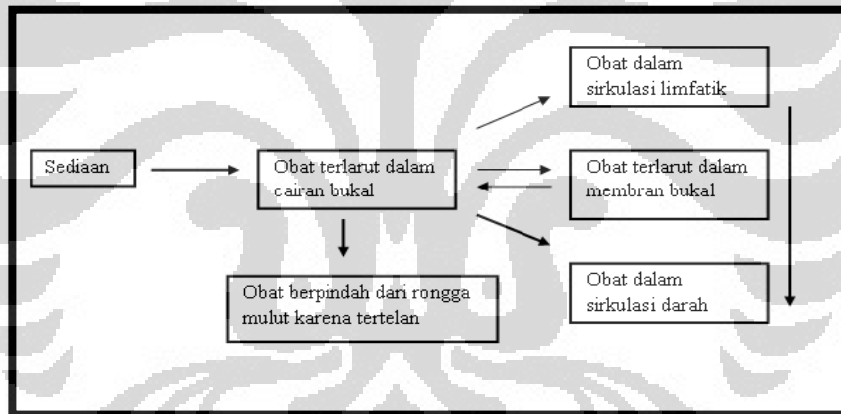 Obat dalam
sirkulasi limfatik
Sediaan
Obat terlarut dalam
cairan bukal
Obat terlarut dalam
membran bukal
Obat berpindah dari rongga
mulut karena tertelan
Obat dalam
sirkulasi darah